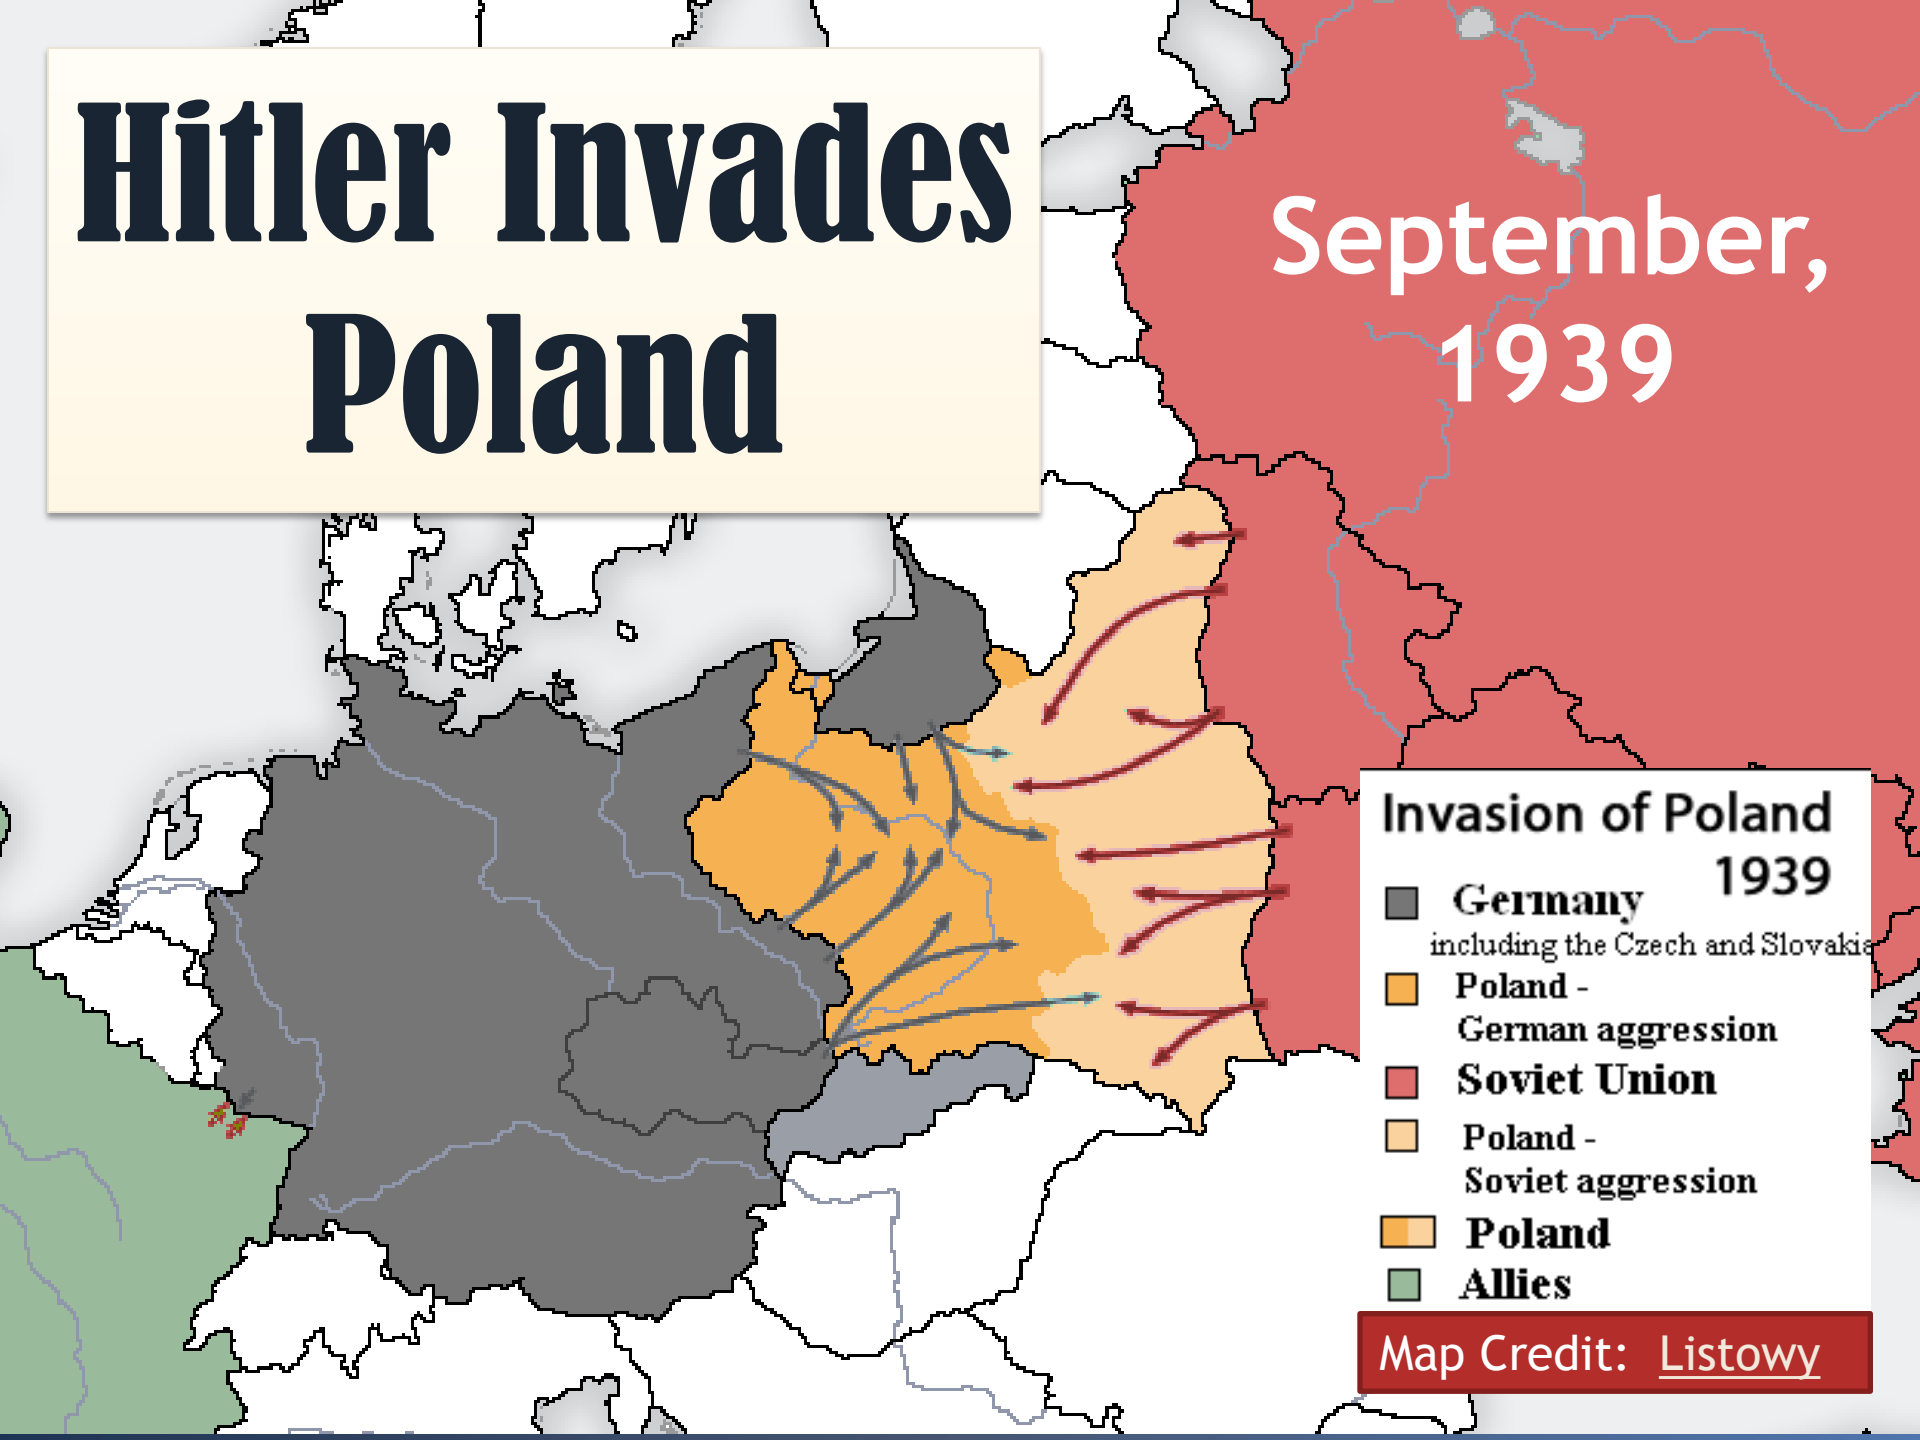 Hitler Invades
Poland
September,
1939
Invasion of Poland
1939
Germany
including the Czech and Slovakia
Poland -
German aggression
Soviet Union
Poland -
Soviet aggression
Poland
Allies
Map Credit: Listowy